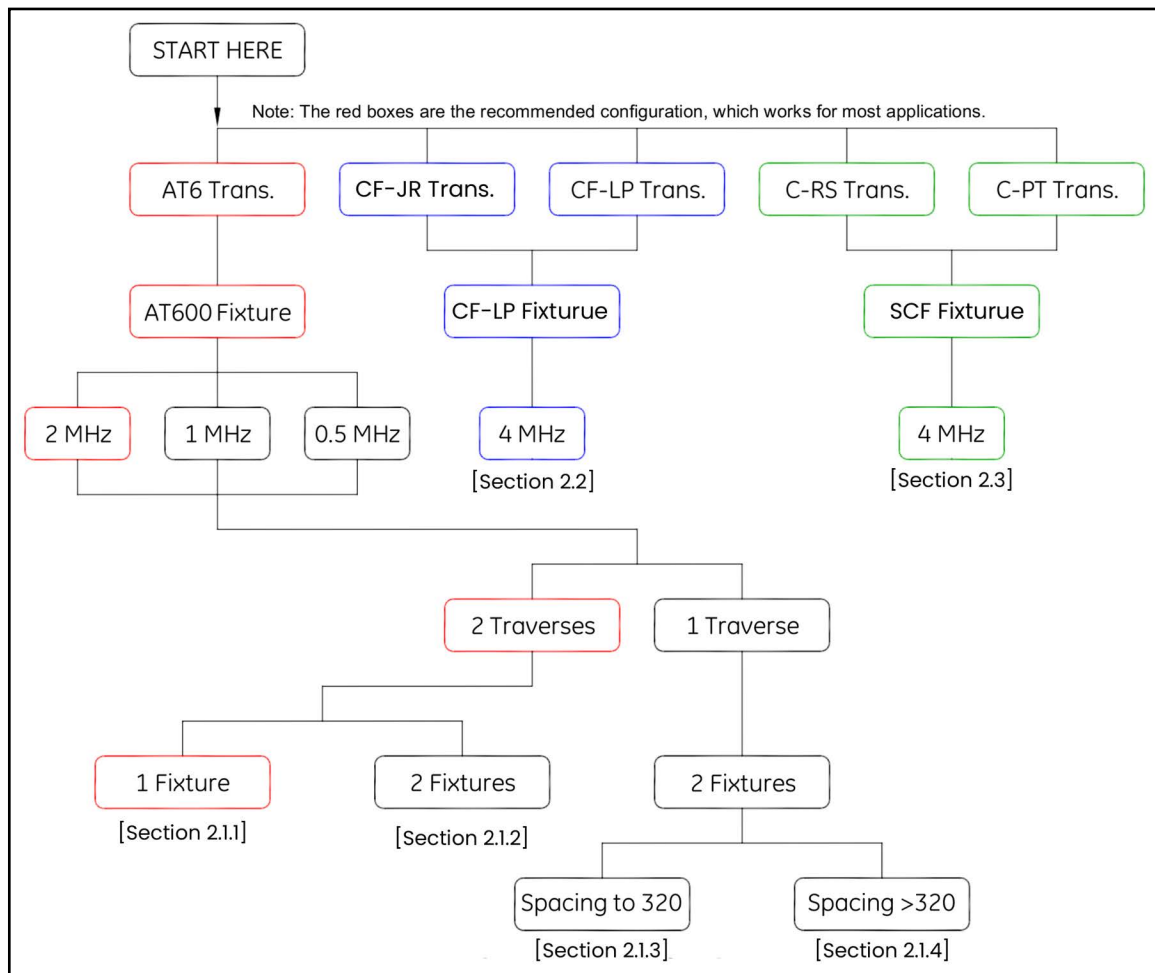 START HERE
Note: The red boxes are the recommended configuration, which works for most applications.
AT6 Trans.
CF-JR Trans.
CF-LP Trans.
C-RS Trans.
C-PT Trans.
AT600 Fixture
CF-LP Fixturue
SCF Fixturue
2 MHz
1 MHz
0.5 MHz
4 MHz
4 MHz
[Section 2.2]
[Section 2.3]
2 Traverses
1 Traverse
1 Fixture
2 Fixtures
2 Fixtures
[Section 2.1.1]
[Section 2.1.2]
Spacing to 320
Spacing >320
[Section 2.1.3]
[Section 2.1.4]